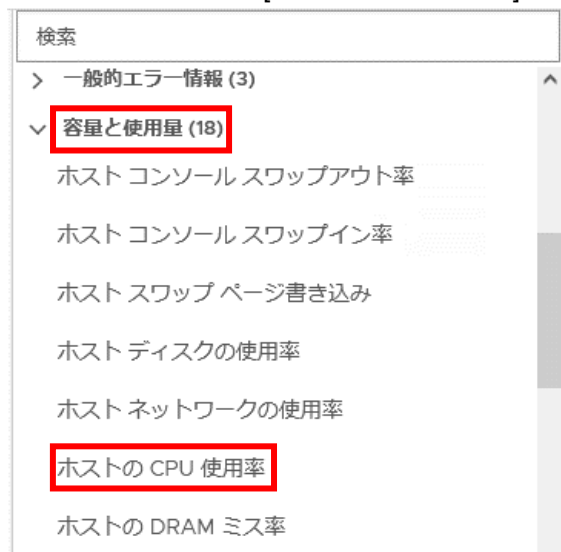 検索
一般的エラー情報 (3)
容量と使用量 (18)
ホスト コンソール スワップアウト率
ホスト コンソール スワップイン率
ホスト スワップ ページ書き込み
ホスト ディスクの使用率
ホスト ネットワークの使用率
ホストの CPU 使用率
ホストの DRAM ミス率